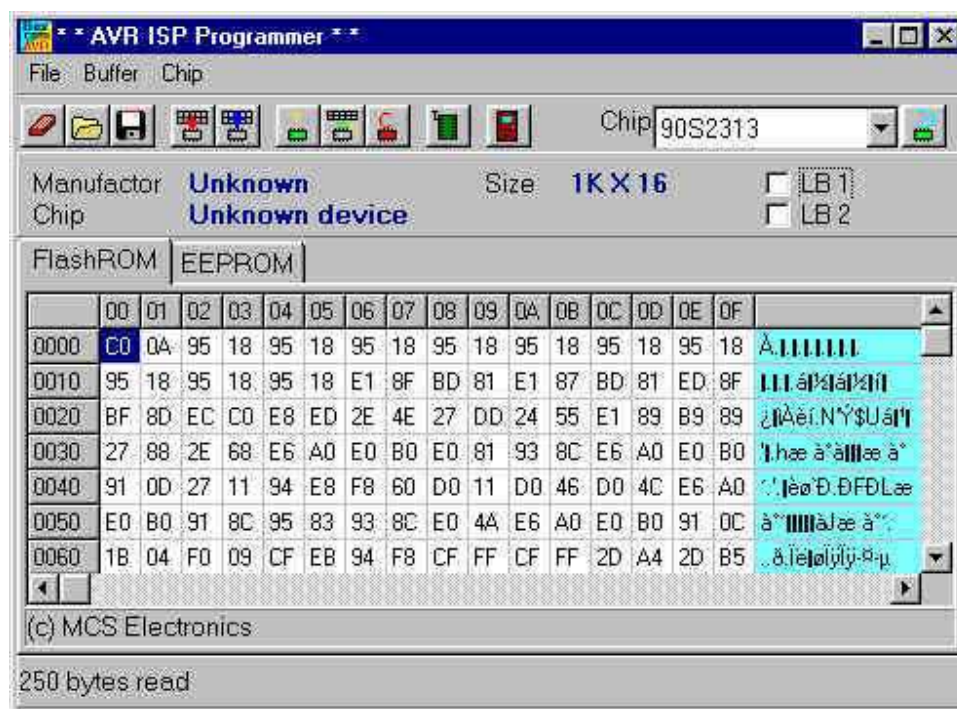 * * AVR ISP Programmer * *
File Buffer Chip
Chip 90S2313
Manufactor Unknown Size 1K X 16 LB 1
Chip Unknown device LB 2
FlashROM EEPROM
00 01 02 03 04 05 06 07 08 09 0A 0B 0C 0D 0E 0F
0000 C0 0A 95 18 95 18 95 18 95 18 95 18 95 18 95 18
0010 95 18 95 18 95 18 E1 8F BD 81 E1 87 BD 81 ED 8F
0020 BF 8D EC C0 E8 ED 2E 4E 27 DD 24 55 E1 89 B9 89
0030 27 88 2E 68 E6 A0 E0 B0 E0 81 93 8C E6 A0 E0 B0
0040 91 0D 27 11 94 E8 F8 60 D0 11 D0 46 D0 4C E6 A0
0050 E0 B0 91 8C 95 83 93 8C E0 4A E6 A0 E0 B0 91 0C
0060 1B 04 F0 09 CF EB 94 F8 CF FF CF FF 2D A4 2D B5
(c) MCS Electronics
250 bytes read